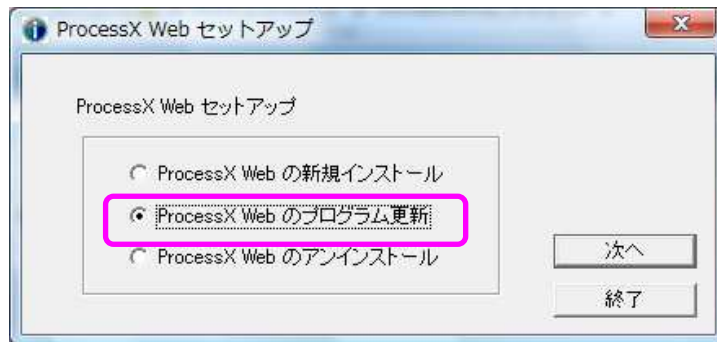 ProcessX Web セットアップ
ProcessX Web セットアップ
ProcessX Web の新規インストール
ProcessX Web のプログラム更新
ProcessX Web のアンインストール
次へ
終了